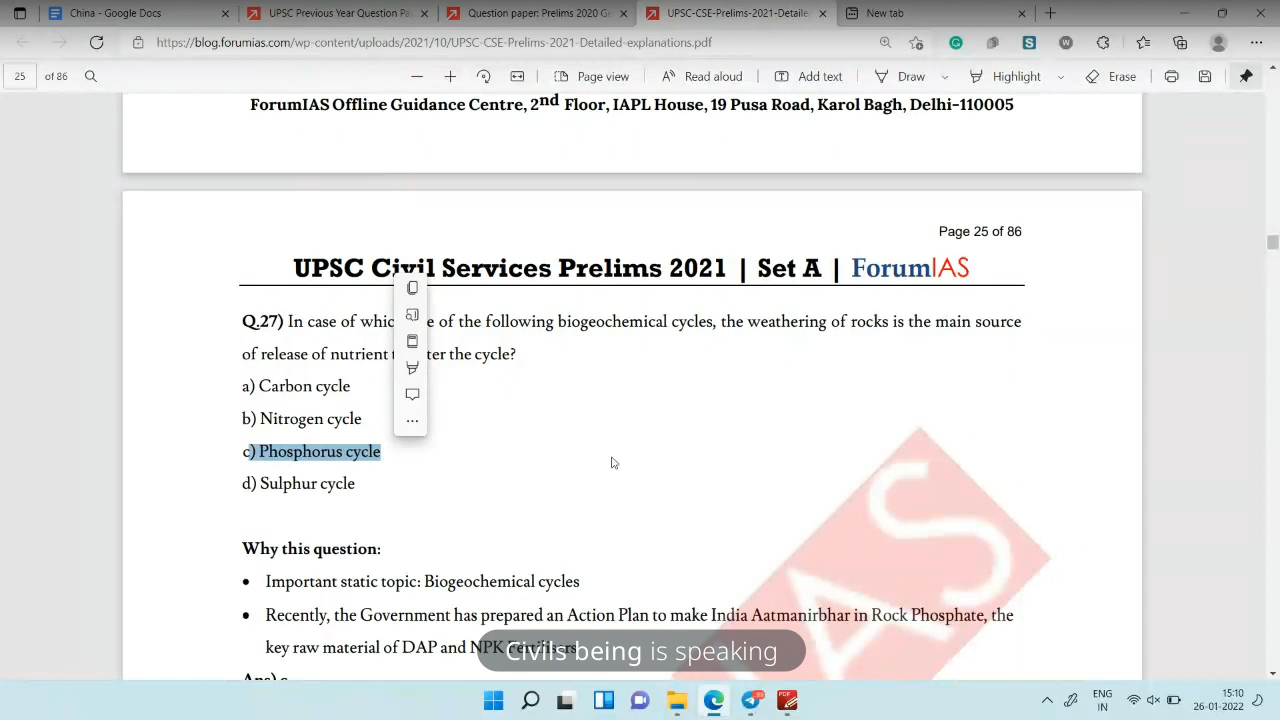 China - Google Docs
UPSC Previous Year Question Pa
Question paper: Prelims 2020 Ge
UPSC-CSE-Prelims-2021-Detaile
New tab
https://blog.forumias.com/wp-content/uploads/2021/10/UPSC-CSE-Prelims-2021-Detailed-explanations.pdf
25 of 86
Page view
Read aloud
Add text
Draw
Highlight
Erase
ForumIAS Offline Guidance Centre, 2nd Floor, IAPL House, 19 Pusa Road, Karol Bagh, Delhi-110005
Page 25 of 86
UPSC Civil Services Prelims 2021 | Set A | ForumIAS
Q.27) In case of whic e of the following biogeochemical cycles, the weathering of rocks is the main source
of release of nutrient t ter the cycle?
a) Carbon cycle
b) Nitrogen cycle
c) Phosphorus cycle
d) Sulphur cycle
Why this question:
• Important static topic: Biogeochemical cycles
• Recently, the Government has prepared an Action Plan to make India Aatmanirbhar in Rock Phosphate, the
key raw material of DAP and NPK
Civils being is speaking
Ans) c
IAS
ENG
IN
15:10
26-01-2022